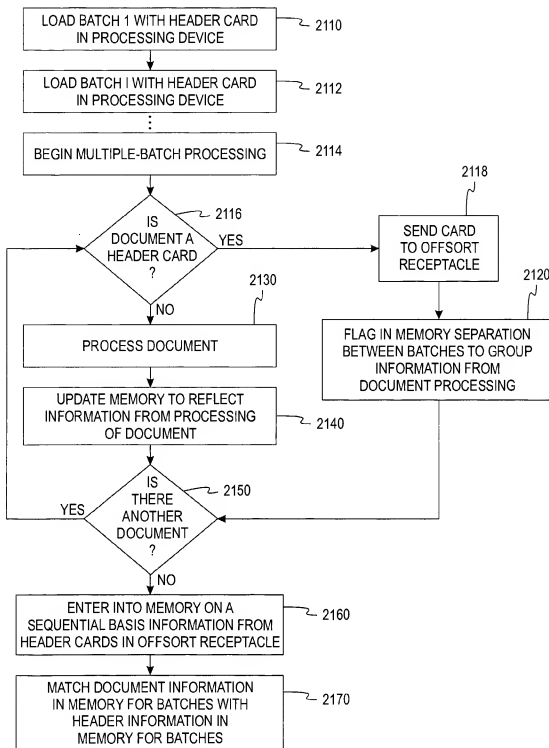 LOAD BATCH 1 WITH HEADER CARD
IN PROCESSING DEVICE
2110
LOAD BATCH I WITH HEADER CARD
IN PROCESSING DEVICE
2112
BEGIN MULTIPLE-BATCH PROCESSING
2114
IS
DOCUMENT A
HEADER CARD
?
2116
YES
NO
SEND CARD
TO OFFSORT
RECEPTACLE
2118
FLAG IN MEMORY SEPARATION
BETWEEN BATCHES TO GROUP
INFORMATION FROM
DOCUMENT PROCESSING
2120
PROCESS DOCUMENT
2130
UPDATE MEMORY TO REFLECT
INFORMATION FROM PROCESSING
OF DOCUMENT
2140
IS
THERE
ANOTHER
DOCUMENT
?
2150
YES
NO
ENTER INTO MEMORY ON A
SEQUENTIAL BASIS INFORMATION FROM
HEADER CARDS IN OFFSORT RECEPTACLE
2160
MATCH DOCUMENT INFORMATION
IN MEMORY FOR BATCHES WITH
HEADER INFORMATION IN
MEMORY FOR BATCHES
2170